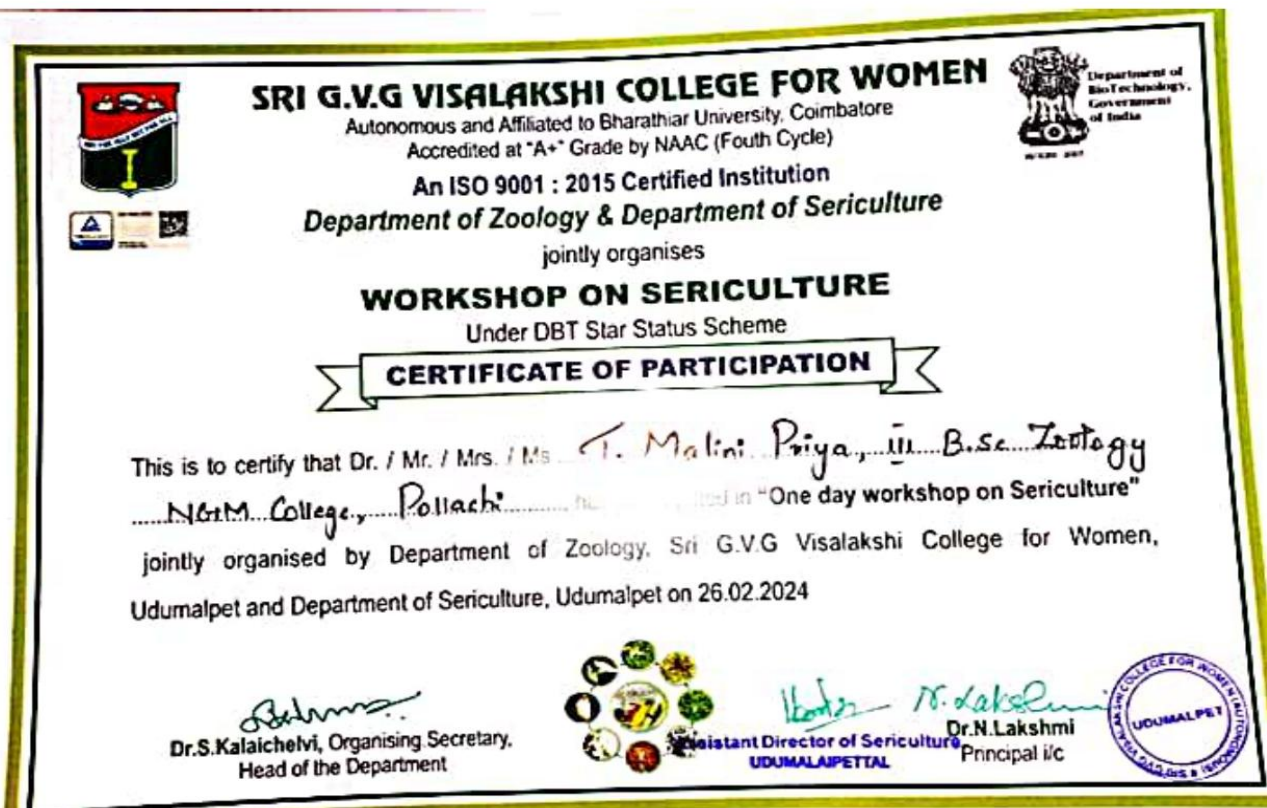 SRI G.V.G VISALAKSHI COLLEGE FOR WOMEN
Autonomous and Affiliated to Bharathiar University, Coimbatore
Accredited at "A+" Grade by NAAC (Fouth Cycle)
An ISO 9001 : 2015 Certified Institution
Department of Zoology & Department of Sericulture
jointly organises
WORKSHOP ON SERICULTURE
Under DBT Star Status Scheme
CERTIFICATE OF PARTICIPATION
Department of
BioTechnology,
Government
of India
This is to certify that Dr. / Mr. / Mrs. / Ms T. Malini Priya, III B.Sc Zoology
NGM College, Pollachi in "One day workshop on Sericulture"
jointly organised by Department of Zoology, Sri G.V.G Visalakshi College for Women,
Udumalpet and Department of Sericulture, Udumalpet on 26.02.2024
Dr.S.Kalaichelvi, Organising Secretary,
Head of the Department
Assistant Director of Sericulture
UDUMALAIPETTAI
N. Lakshmi
Dr.N.Lakshmi
Principal i/c
UDUMALPET